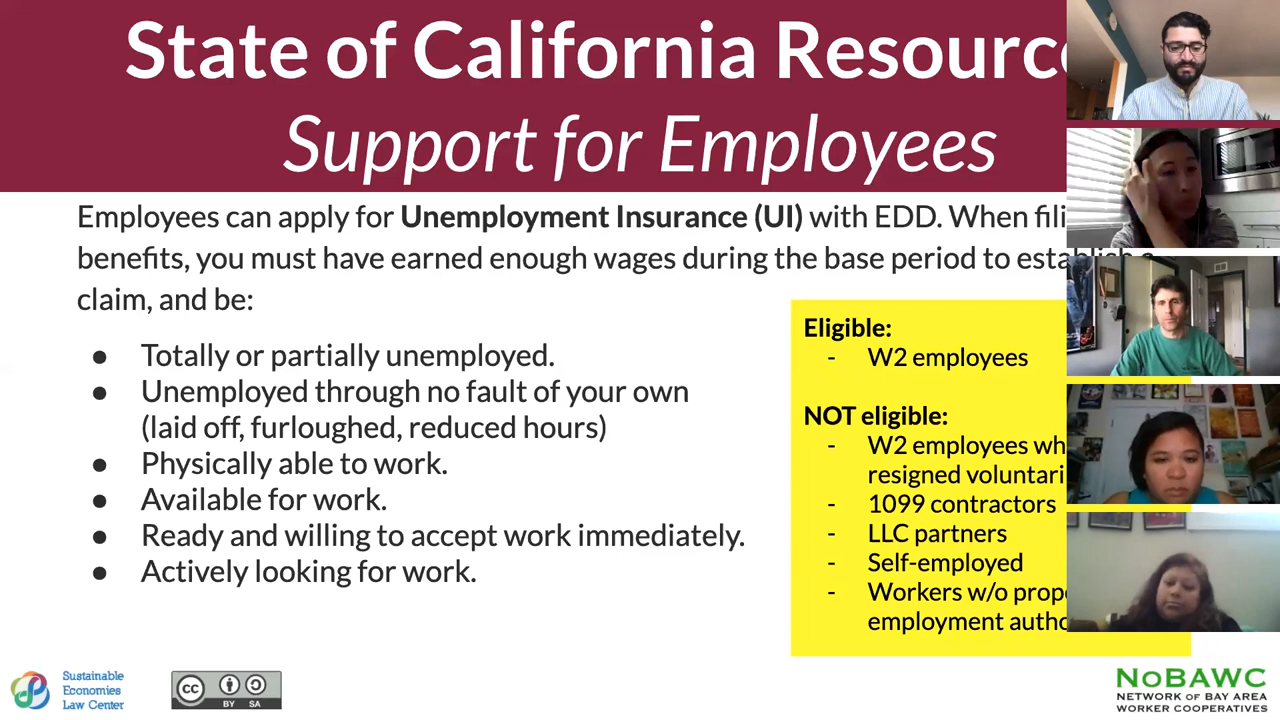 State of California Resource
Support for Employees
Employees can apply for Unemployment Insurance (UI) with EDD. When fili
benefits, you must have earned enough wages during the base period to establish a
claim, and be:
● Totally or partially unemployed.
● Unemployed through no fault of your own
(laid off, furloughed, reduced hours)
● Physically able to work.
● Available for work.
● Ready and willing to accept work immediately.
● Actively looking for work.
Eligible:
- W2 employees
NOT eligible:
- W2 employees wh
resigned voluntari
- 1099 contractors
- LLC partners
- Self-employed
- Workers w/o prop
employment autho
Sustainable
Economies
Law Center
cc
BY SA
NoBAWC
NETWORK OF BAY AREA
WORKER COOPERATIVES